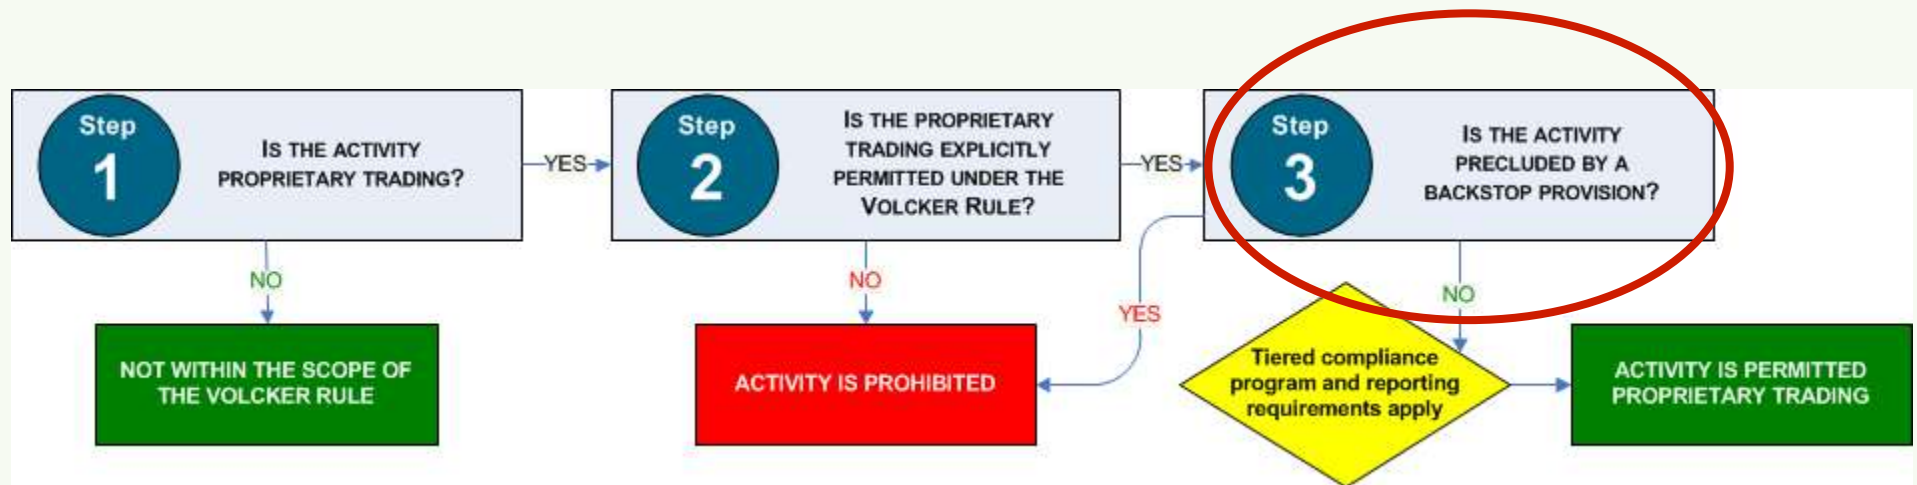 Step
1
IS THE ACTIVITY
PROPRIETARY TRADING?
YES
Step
2
IS THE PROPRIETARY
TRADING EXPLICITLY
PERMITTED UNDER THE
VOLCKER RULE?
YES
Step
3
IS THE ACTIVITY
PRECLUDED BY A
BACKSTOP PROVISION?
NO
NO
YES
NO
NOT WITHIN THE SCOPE OF
THE VOLCKER RULE
ACTIVITY IS PROHIBITED
Tiered compliance
program and reporting
requirements apply
ACTIVITY IS PERMITTED
PROPRIETARY TRADING